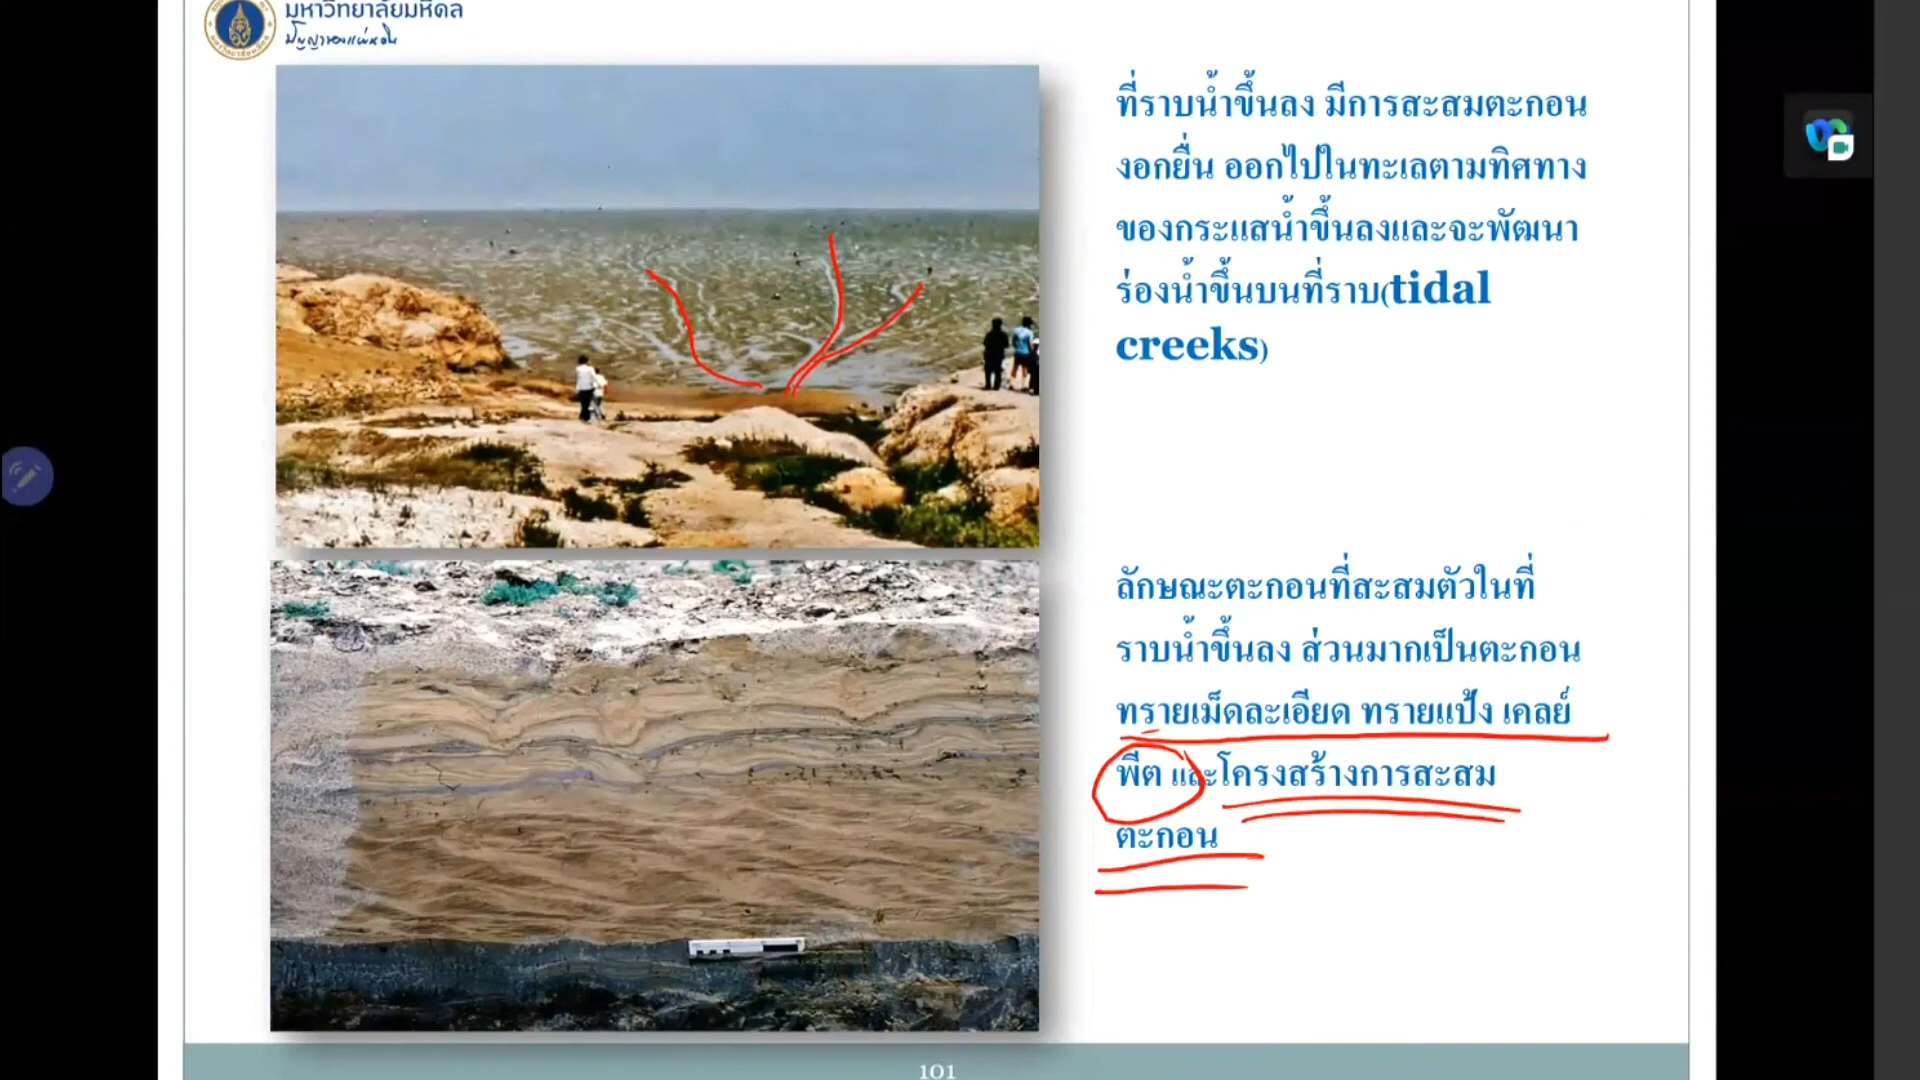 มหาวิทยาลัยมหิดล
ปัญญาของแผ่นดิน
ที่ราบน้ำขึ้นลง มีการสะสมตะกอน
งอกยื่น ออกไปในทะเลตามทิศทาง
ของกระแสน้ำขึ้นลงและจะพัฒนา
ร่องน้ำขึ้นบนที่ราบ(tidal
creeks)
ลักษณะตะกอนที่สะสมตัวในที่
ราบน้ำขึ้นลง ส่วนมากเป็นตะกอน
ทรายเม็ดละเอียด ทรายแป้ง เคลย์
พีต และโครงสร้างการสะสม
ตะกอน
101